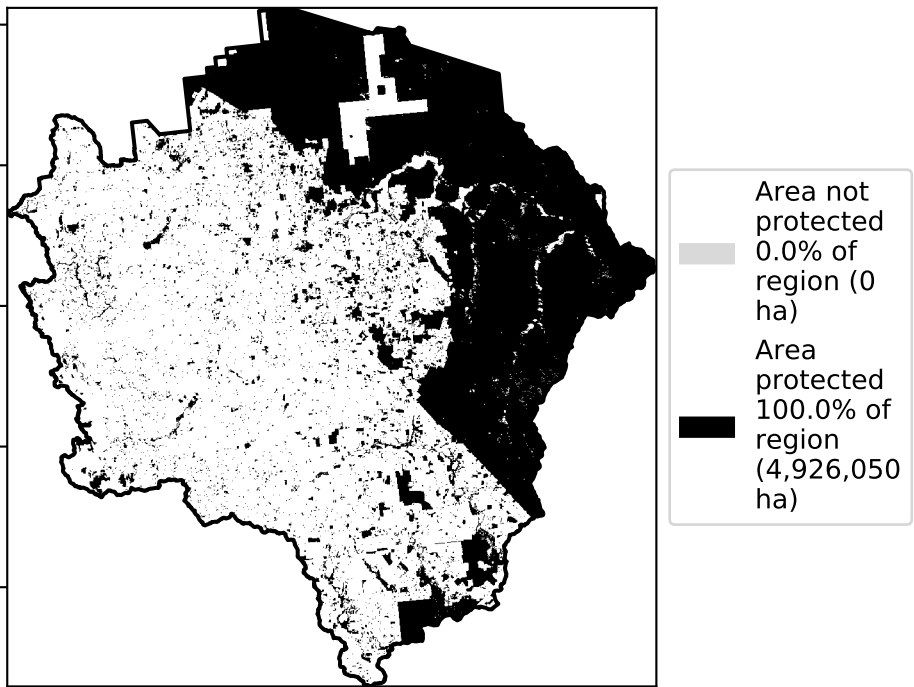 Area not
protected
0.0% of
region (0
ha)
Area
protected
100.0% of
region
(4,926,050
ha)